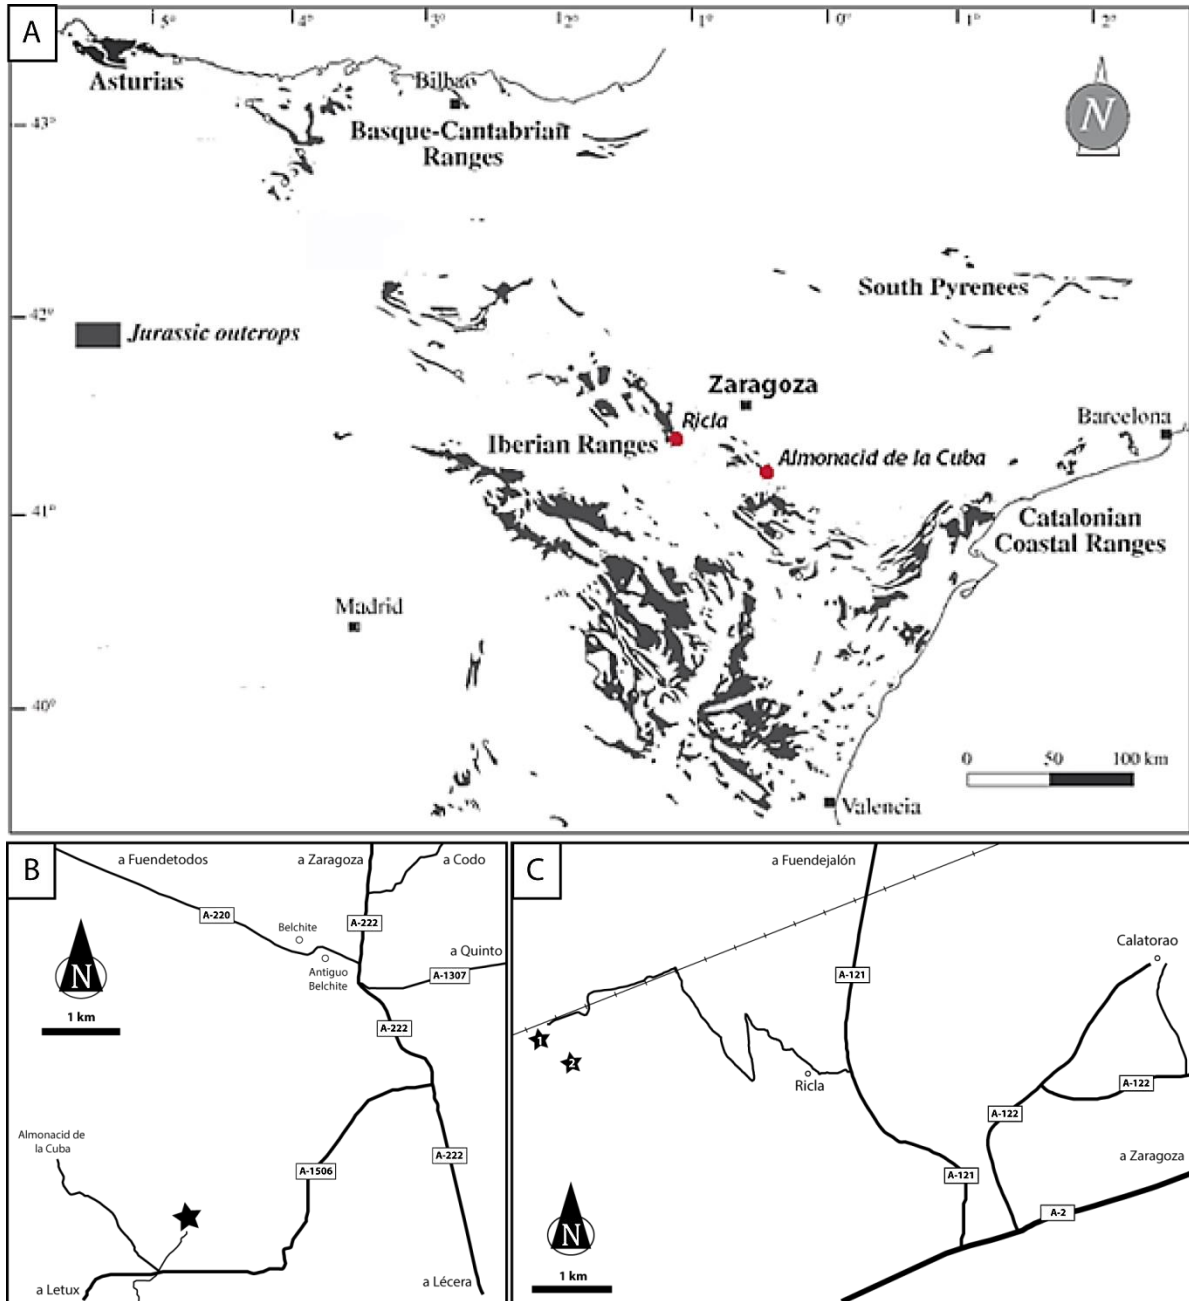 A
5°
4°
3°
2°
1°
0°
1°
2°
Asturias
Bilbao
43°
Basque-Cantabrian
Ranges
N
South Pyrenees
42°
Jurassic outcrops
Zaragoza
Ricla
Barcelona
Iberian Ranges
Almonacid de la Cuba
41°
Catalonian
Coastal Ranges
Madrid
40°
0 50 100 km
Valencia
B
a Fuendetodos
a Zaragoza
a Codo
A-220
A-222
Belchite
a Quinto
Antiguo
Belchite
A-1307
N
1 km
A-222
Almonacid de
la Cuba
A-222
A-1506
a Letux
a Lécera
C
a Fuendejalón
Calatorao
A-121
1
2
Ricla
A-122
A-122
a Zaragoza
A-121
A-2
N
1 km